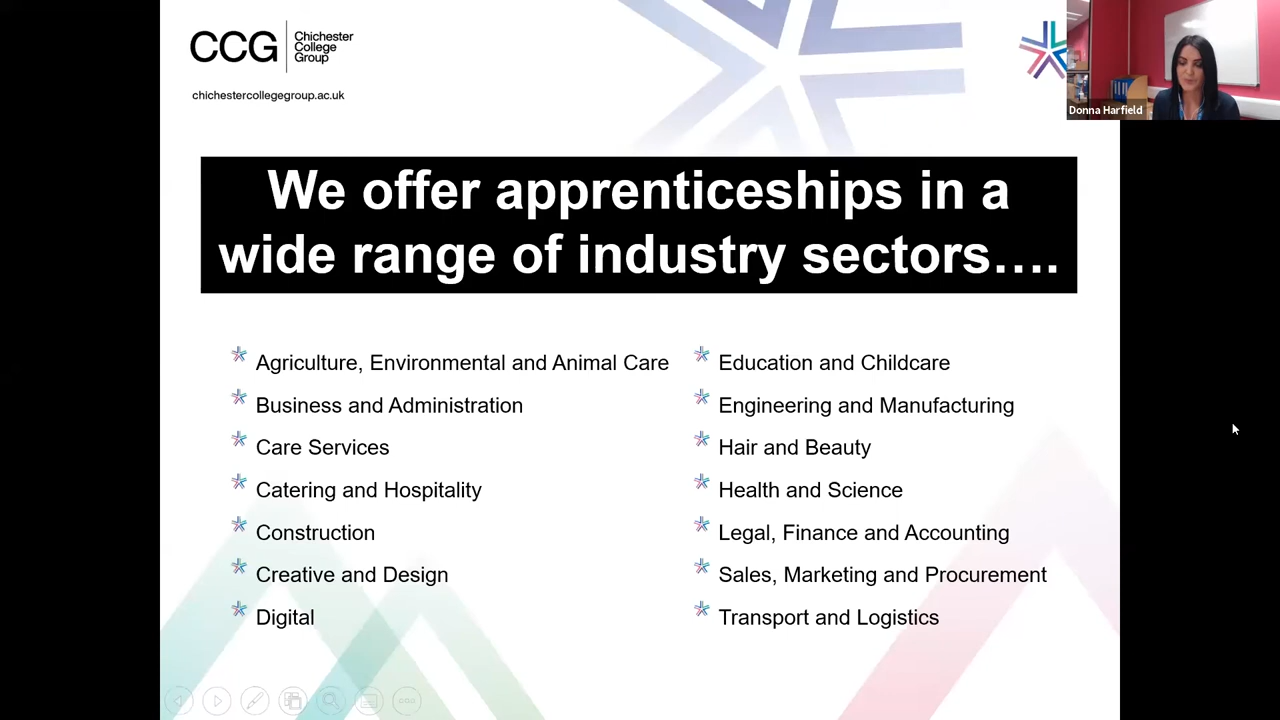 CCG
Chichester
College
Group
chichestercollegegroup.ac.uk
Donna Harfield
We offer apprenticeships in a
wide range of industry sectors….
Agriculture, Environmental and Animal Care
Business and Administration
Care Services
Catering and Hospitality
Construction
Creative and Design
Digital
Education and Childcare
Engineering and Manufacturing
Hair and Beauty
Health and Science
Legal, Finance and Accounting
Sales, Marketing and Procurement
Transport and Logistics